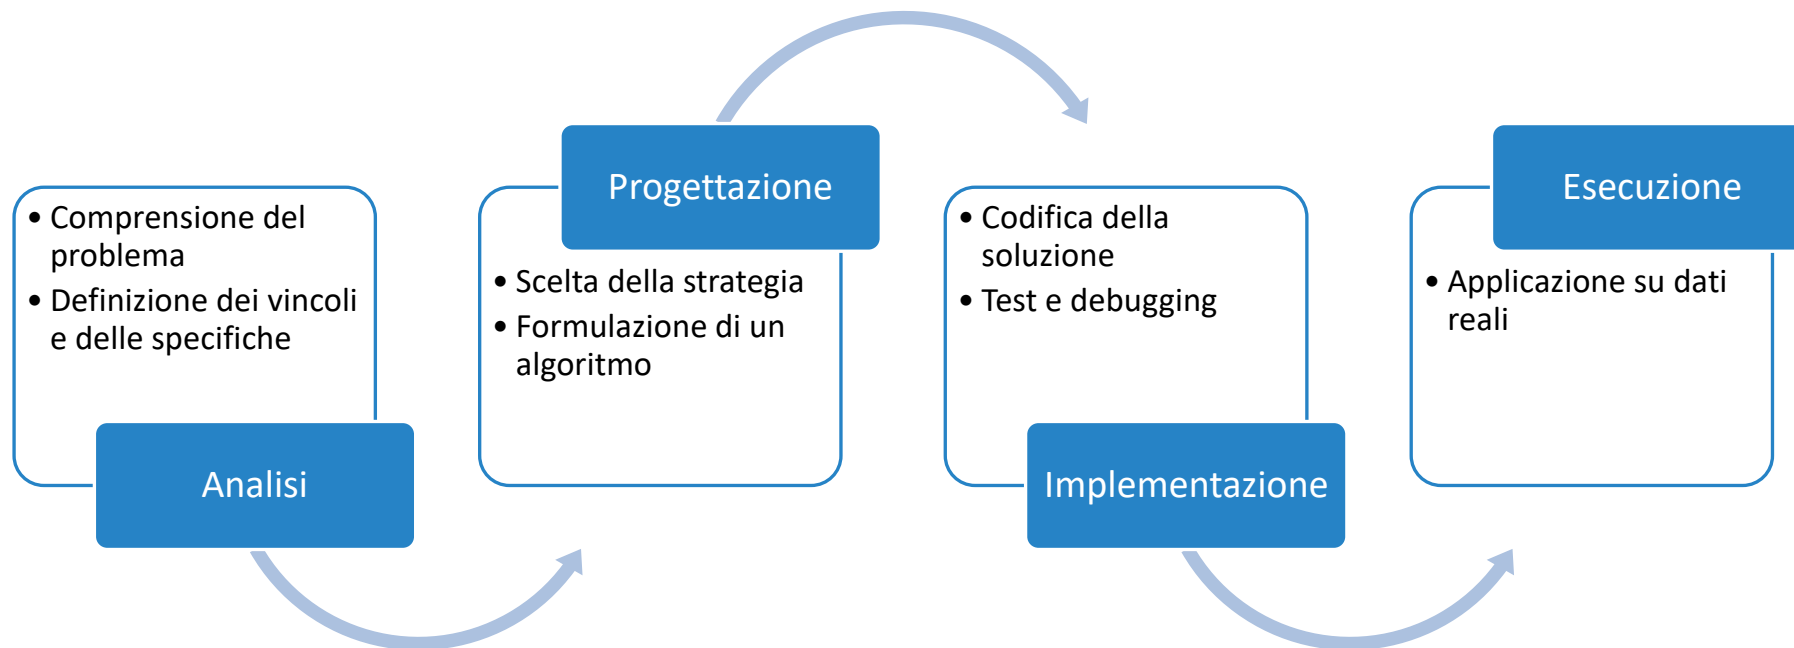 • Comprensione del
problema
• Definizione dei vincoli
e delle specifiche
Analisi
Progettazione
• Scelta della strategia
• Formulazione di un
algoritmo
• Codifica della
soluzione
• Test e debugging
Implementazione
Esecuzione
• Applicazione su dati
reali